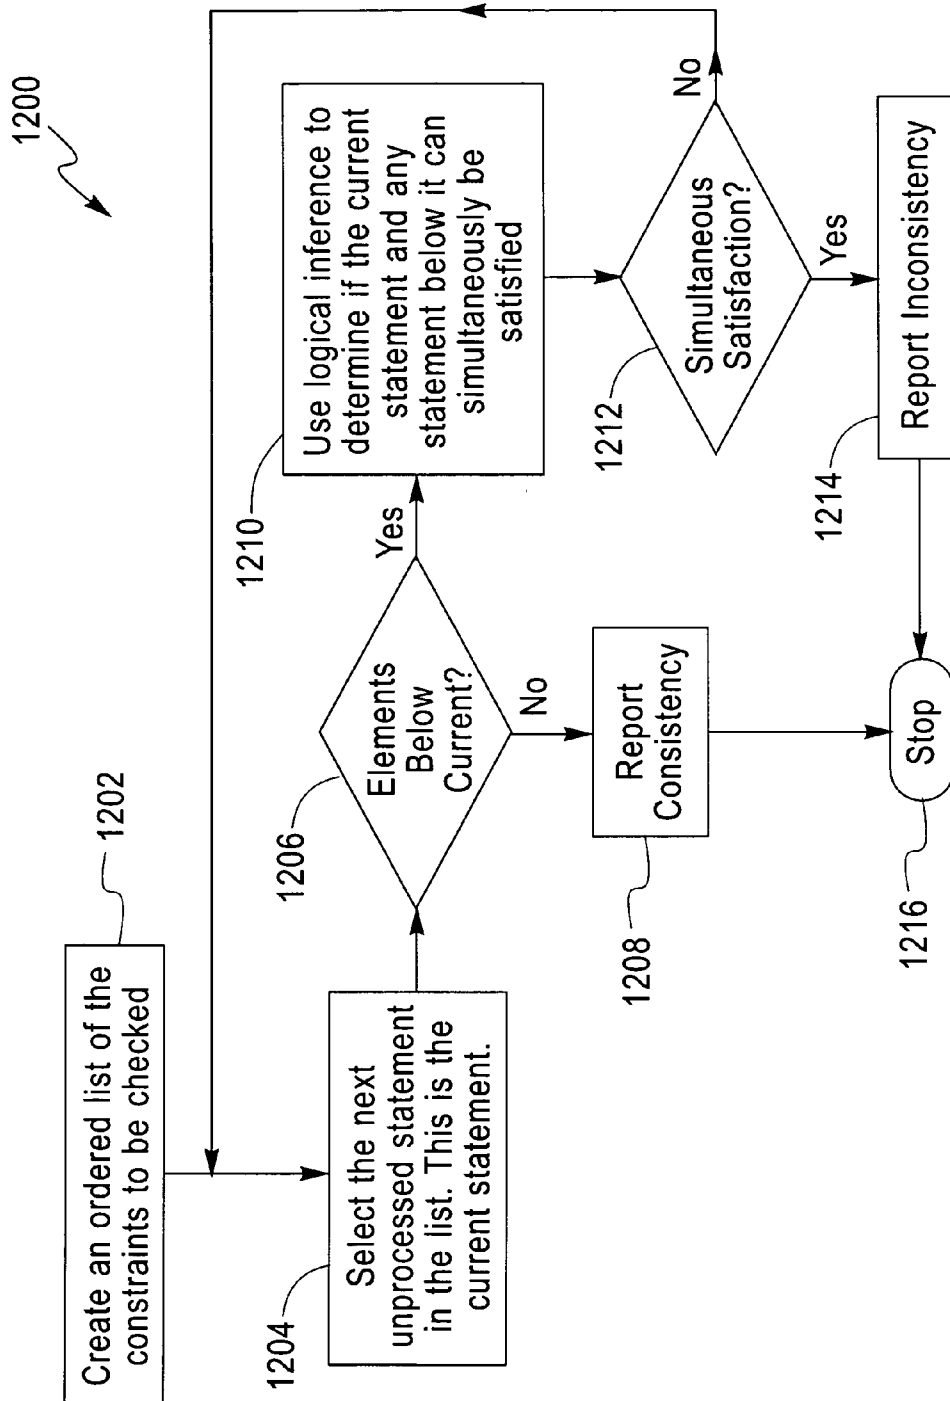 1200
Create an ordered list of the
constraints to be checked
1202
Select the next
unprocessed statement
in the list. This is the
current statement.
1204
Elements
Below
Current?
1206
Yes
No
Report
Consistency
1208
Use logical inference to
determine if the current
statement and any
statement below it can
simultaneously be
satisfied
1210
Simultaneous
Satisfaction?
1212
No
Yes
Report Inconsistency
1214
Stop
1216